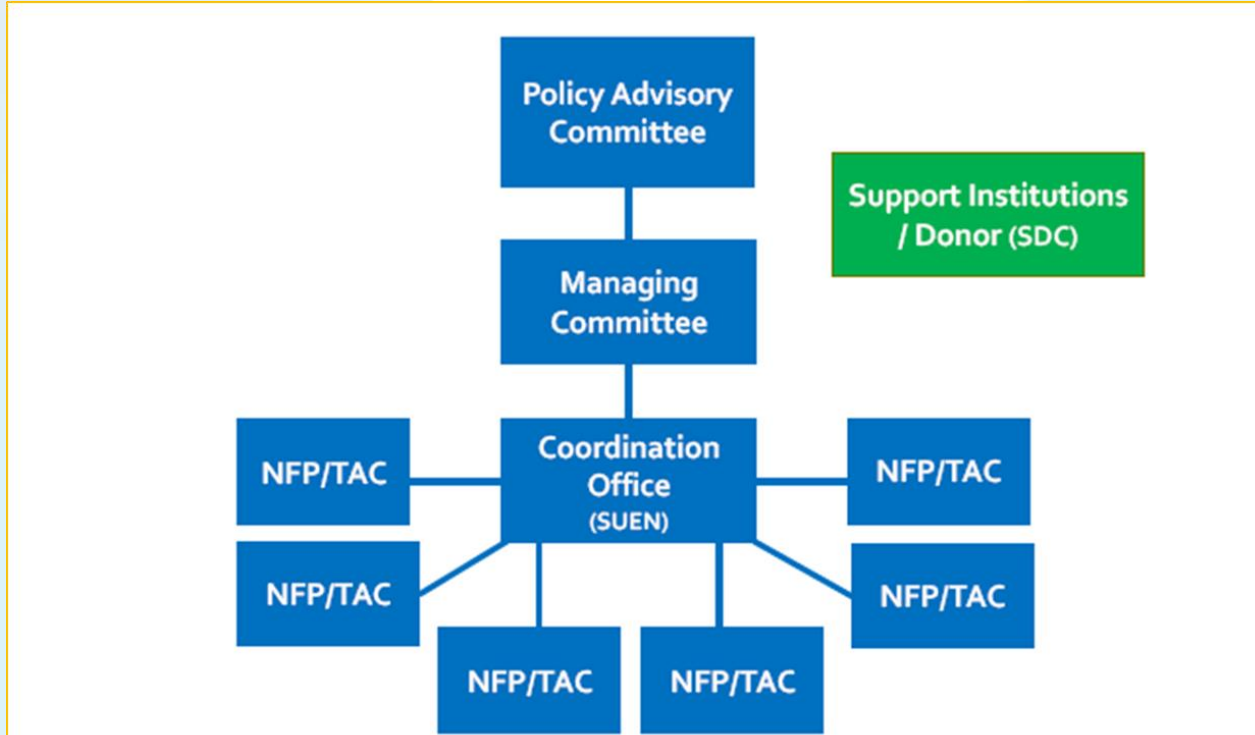 Policy Advisory
Committee
Support Institutions
/ Donor (SDC)
Managing
Committee
Coordination
Office
(SUEN)
NFP/TAC
NFP/TAC
NFP/TAC
NFP/TAC
NFP/TAC
NFP/TAC